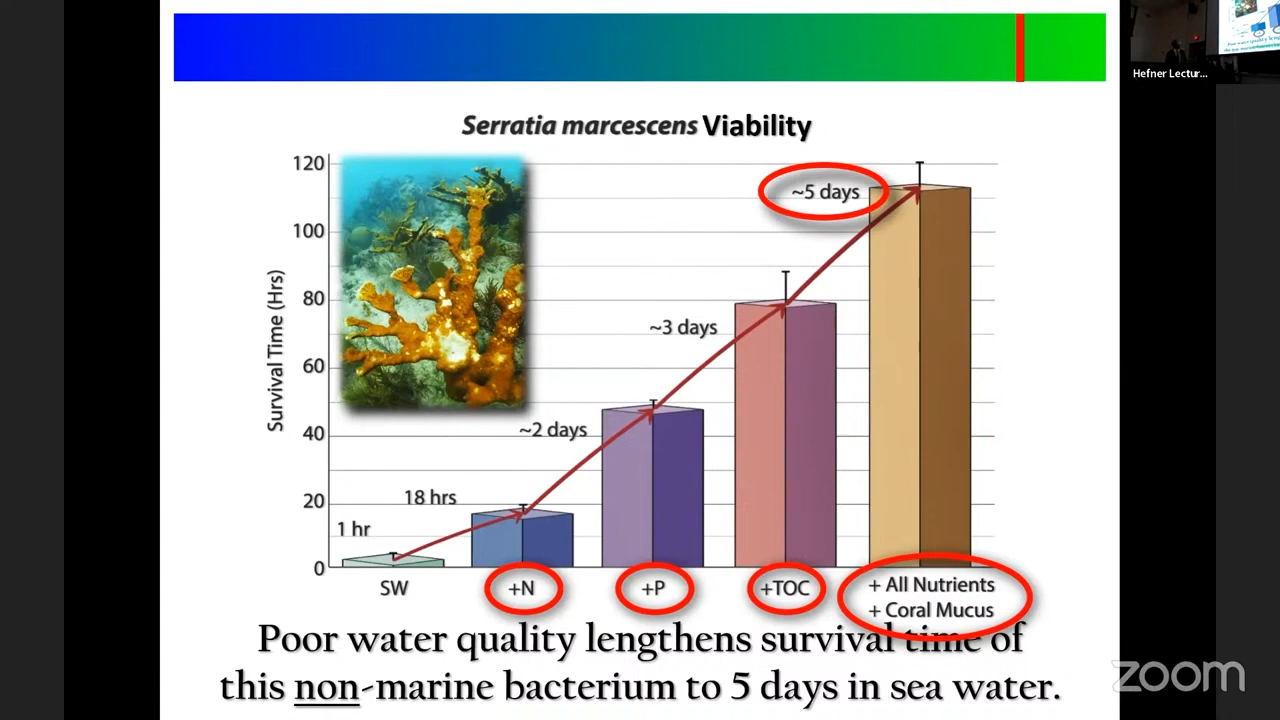 Hefner Lectur...
Serratia marcescens Viability
Survival Time (Hrs)
120
100
80
60
40
20
0
~5 days
~3 days
~2 days
18 hrs
1 hr
SW
+N
+P
+TOC
+ All Nutrients
+ Coral Mucus
Poor water quality lengthens survival time of
this non-marine bacterium to 5 days in sea water.
zoom